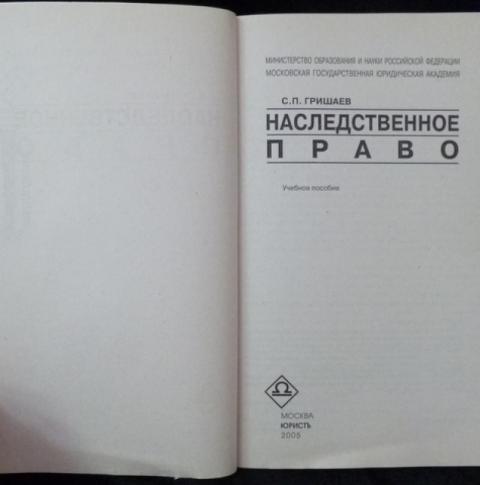 МИНИСТЕРСТВО ОБРАЗОВАНИЯ И НАУКИ РОССИЙСКОЙ ФЕДЕРАЦИИ
МОСКОВСКАЯ ГОСУДАРСТВЕННАЯ ЮРИДИЧЕСКАЯ АКАДЕМИЯ
С.П. ГРИШАЕВ
НАСЛЕДСТВЕННОЕ
ПРАВО
Учебное пособие
МОСКВА
ЮРИСТЪ
2005